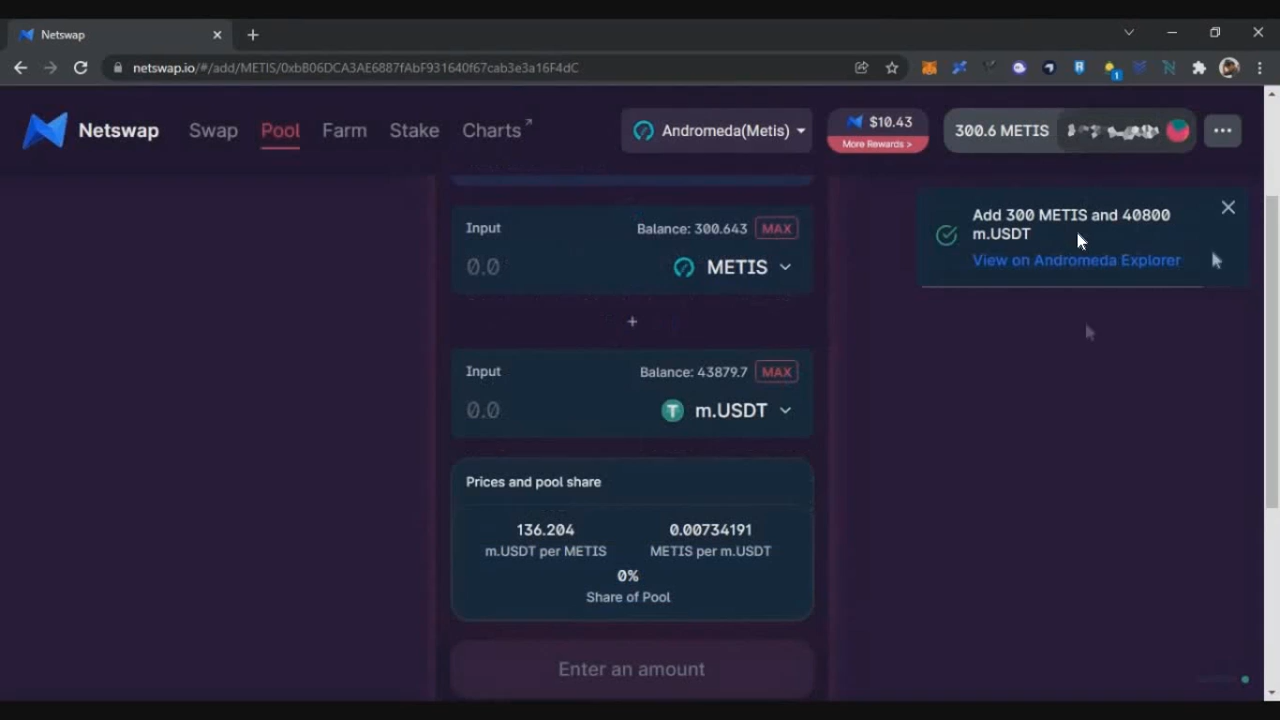 Netswap
netswap.io/#/add/METIS/0xbB06DCA3AE6887fAbF931640f67cab3e3a16F4dC
1
Netswap
Swap
Pool
Farm
Stake
Charts
Andromeda(Metis)
$10.43
More Rewards >
300.6 METIS
Add 300 METIS and 40800
m.USDT
View on Andromeda Explorer
Input
Balance: 300.643 MAX
0.0
METIS
+
Input
Balance: 43879.7 MAX
0.0
m.USDT
Prices and pool share
136.204
m.USDT per METIS
0.00734191
METIS per m.USDT
0%
Share of Pool
Enter an amount